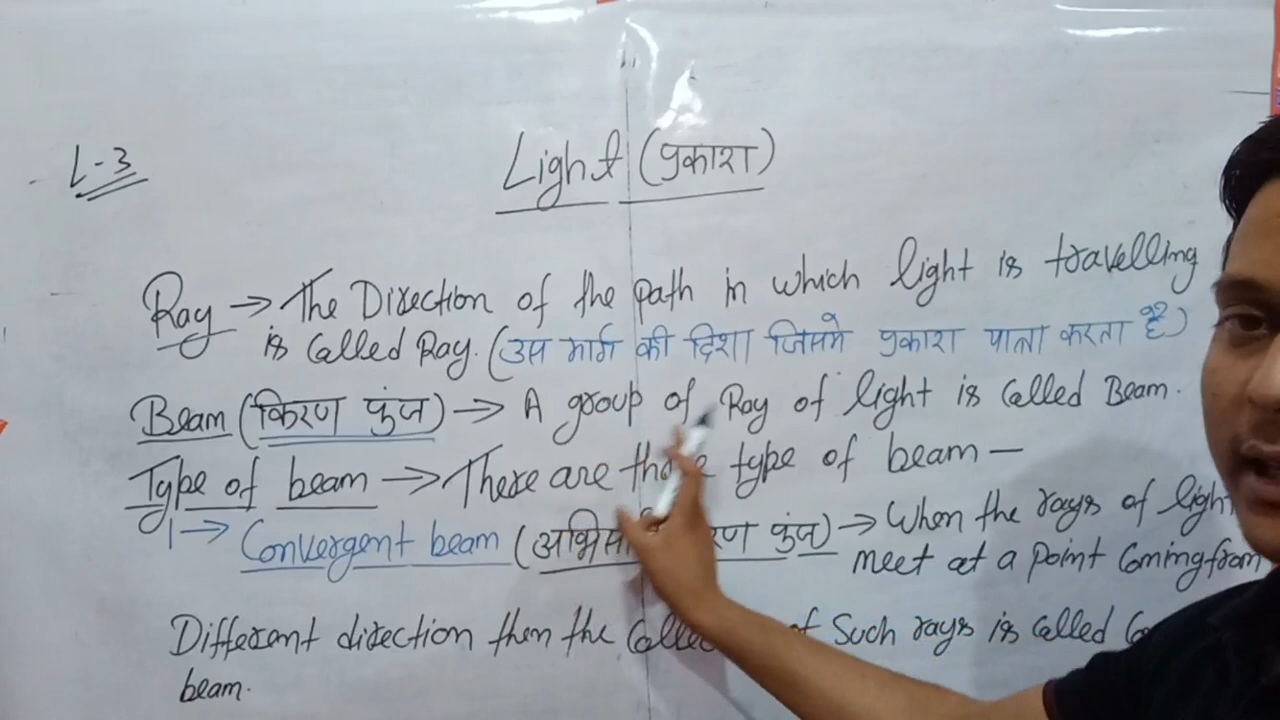 L-3
Light (प्रकाश)
Ray → The Direction of the path in which light is travelling
is Called Ray. (उस मार्ग की दिशा जिसमे प्रकाश यात्रा करता है)
Beam (किरण पुंज) → A group of Ray of light is Called Beam.
Type of beam → There are type of beam —
1 → Convergent beam ( किरण पुंज) → When the rays of light
meet at a point Coming from
Different direction then the of Such rays is Called
beam.